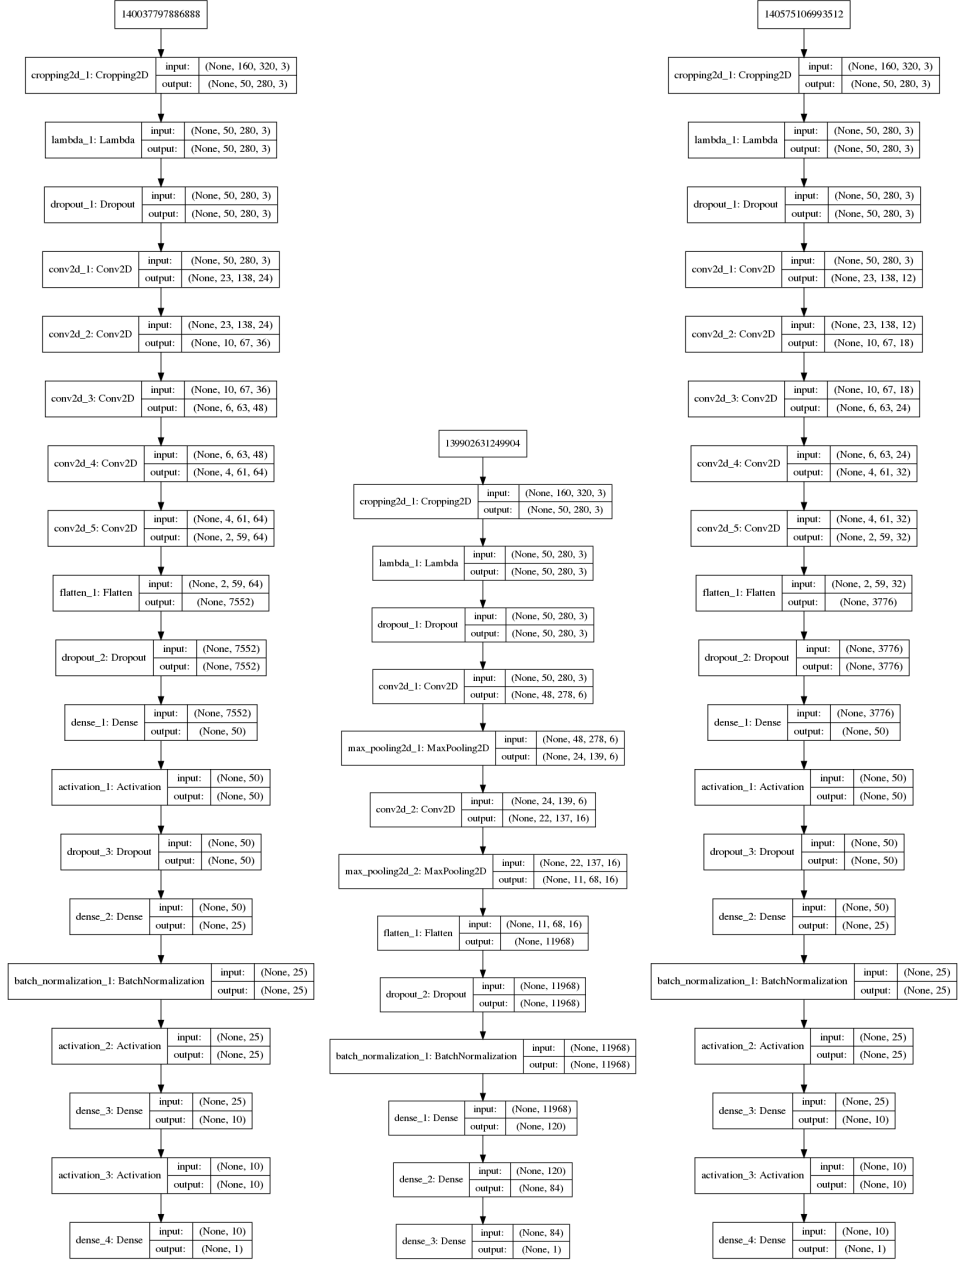 140037797886888
cropping2d_1: Cropping2D
input: (None, 160, 320, 3)
output: (None, 50, 280, 3)
lambda_1: Lambda
input: (None, 50, 280, 3)
output: (None, 50, 280, 3)
dropout_1: Dropout
input: (None, 50, 280, 3)
output: (None, 50, 280, 3)
conv2d_1: Conv2D
input: (None, 50, 280, 3)
output: (None, 23, 138, 24)
conv2d_2: Conv2D
input: (None, 23, 138, 24)
output: (None, 10, 67, 36)
conv2d_3: Conv2D
input: (None, 10, 67, 36)
output: (None, 6, 63, 48)
conv2d_4: Conv2D
input: (None, 6, 63, 48)
output: (None, 4, 61, 64)
conv2d_5: Conv2D
input: (None, 4, 61, 64)
output: (None, 2, 59, 64)
flatten_1: Flatten
input: (None, 2, 59, 64)
output: (None, 7552)
dropout_2: Dropout
input: (None, 7552)
output: (None, 7552)
dense_1: Dense
input: (None, 7552)
output: (None, 50)
activation_1: Activation
input: (None, 50)
output: (None, 50)
dropout_3: Dropout
input: (None, 50)
output: (None, 50)
dense_2: Dense
input: (None, 50)
output: (None, 25)
batch_normalization_1: BatchNormalization
input: (None, 25)
output: (None, 25)
activation_2: Activation
input: (None, 25)
output: (None, 25)
dense_3: Dense
input: (None, 25)
output: (None, 10)
activation_3: Activation
input: (None, 10)
output: (None, 10)
dense_4: Dense
input: (None, 10)
output: (None, 1)
139902631249904
cropping2d_1: Cropping2D
input: (None, 160, 320, 3)
output: (None, 50, 280, 3)
lambda_1: Lambda
input: (None, 50, 280, 3)
output: (None, 50, 280, 3)
dropout_1: Dropout
input: (None, 50, 280, 3)
output: (None, 50, 280, 3)
conv2d_1: Conv2D
input: (None, 50, 280, 3)
output: (None, 48, 278, 6)
max_pooling2d_1: MaxPooling2D
input: (None, 48, 278, 6)
output: (None, 24, 139, 6)
conv2d_2: Conv2D
input: (None, 24, 139, 6)
output: (None, 22, 137, 16)
max_pooling2d_2: MaxPooling2D
input: (None, 22, 137, 16)
output: (None, 11, 68, 16)
flatten_1: Flatten
input: (None, 11, 68, 16)
output: (None, 11968)
dropout_2: Dropout
input: (None, 11968)
output: (None, 11968)
batch_normalization_1: BatchNormalization
input: (None, 11968)
output: (None, 11968)
dense_1: Dense
input: (None, 11968)
output: (None, 120)
dense_2: Dense
input: (None, 120)
output: (None, 84)
dense_3: Dense
input: (None, 84)
output: (None, 1)
140575106993512
cropping2d_1: Cropping2D
input: (None, 160, 320, 3)
output: (None, 50, 280, 3)
lambda_1: Lambda
input: (None, 50, 280, 3)
output: (None, 50, 280, 3)
dropout_1: Dropout
input: (None, 50, 280, 3)
output: (None, 50, 280, 3)
conv2d_1: Conv2D
input: (None, 50, 280, 3)
output: (None, 23, 138, 12)
conv2d_2: Conv2D
input: (None, 23, 138, 12)
output: (None, 10, 67, 18)
conv2d_3: Conv2D
input: (None, 10, 67, 18)
output: (None, 6, 63, 24)
conv2d_4: Conv2D
input: (None, 6, 63, 24)
output: (None, 4, 61, 32)
conv2d_5: Conv2D
input: (None, 4, 61, 32)
output: (None, 2, 59, 32)
flatten_1: Flatten
input: (None, 2, 59, 32)
output: (None, 3776)
dropout_2: Dropout
input: (None, 3776)
output: (None, 3776)
dense_1: Dense
input: (None, 3776)
output: (None, 50)
activation_1: Activation
input: (None, 50)
output: (None, 50)
dropout_3: Dropout
input: (None, 50)
output: (None, 50)
dense_2: Dense
input: (None, 50)
output: (None, 25)
batch_normalization_1: BatchNormalization
input: (None, 25)
output: (None, 25)
activation_2: Activation
input: (None, 25)
output: (None, 25)
dense_3: Dense
input: (None, 25)
output: (None, 10)
activation_3: Activation
input: (None, 10)
output: (None, 10)
dense_4: Dense
input: (None, 10)
output: (None, 1)